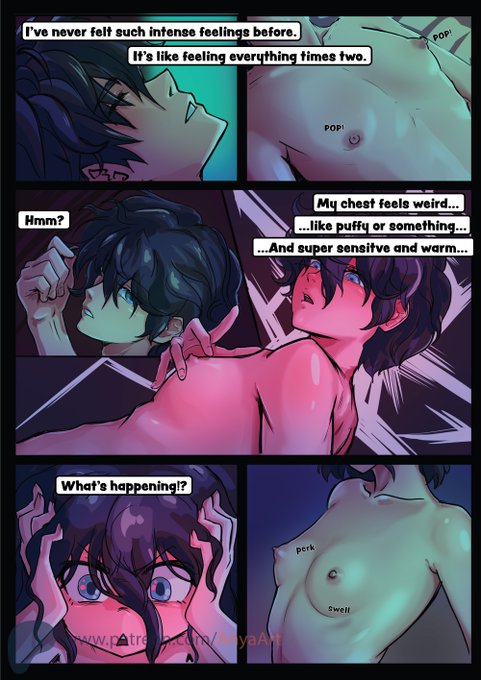 I've never felt such intense feelings before.
It's like feeling everything times two.
POP!
POP!
Hmm?
My chest feels weird...
...like puffy or something...
...And super sensitve and warm...
What's happening!?
perk
swell
www.patreon.com/AnyaArt